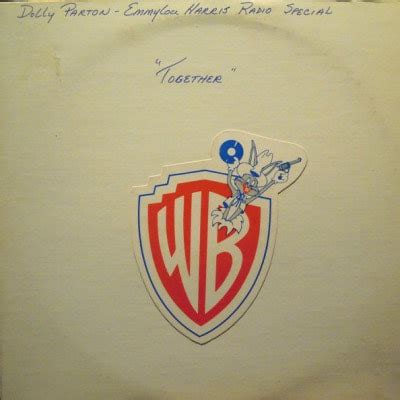 Dolly Parton - Emmylou Harris Radio Special
"Together"
WB